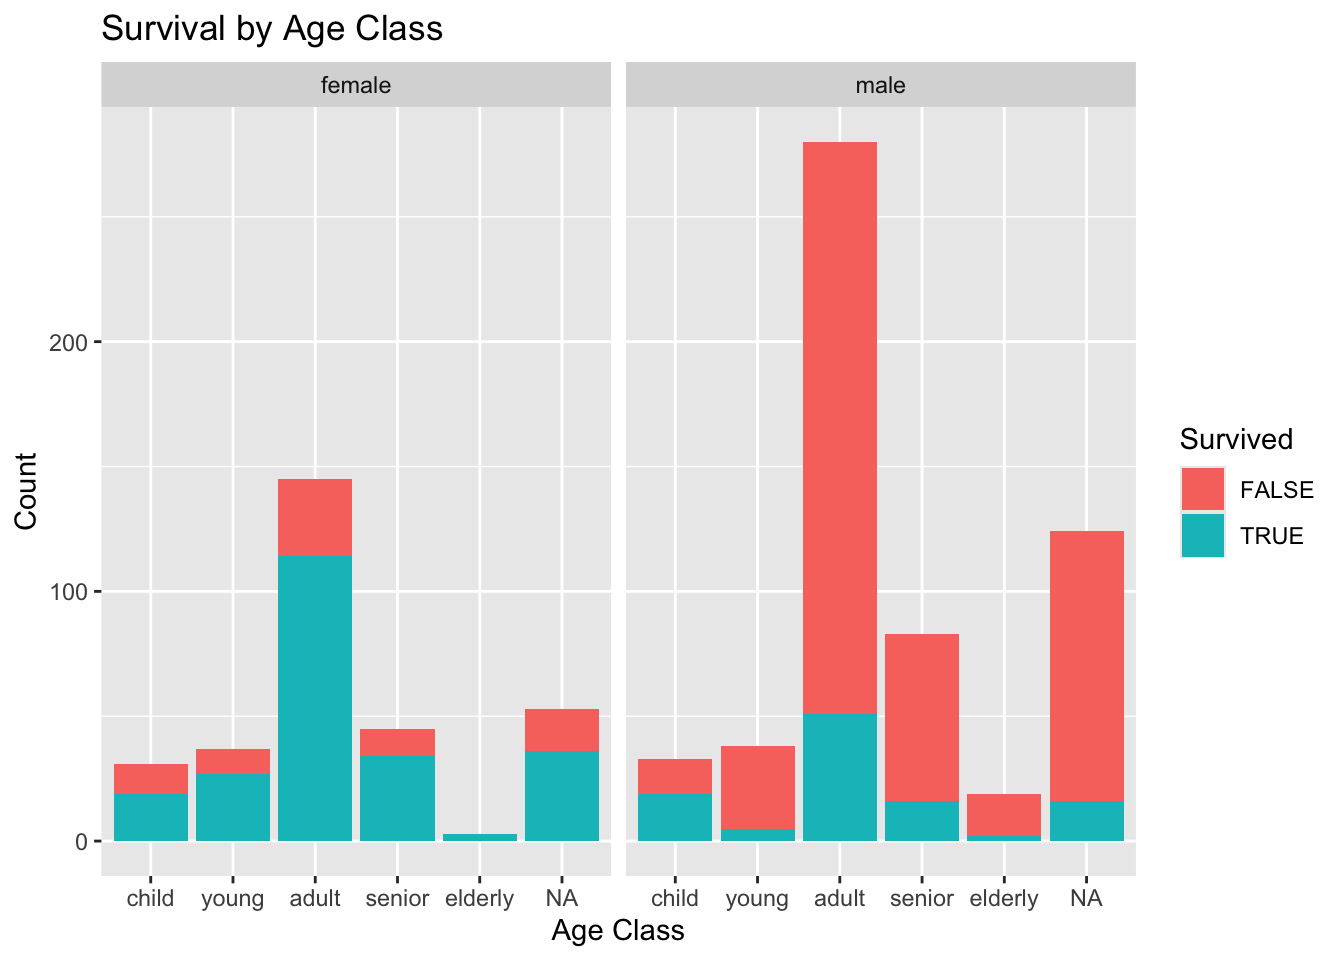 Survival by Age Class
female
male
Count
200
100
0
child young adult senior elderly NA
child young adult senior elderly NA
Age Class
Survived
FALSE
TRUE